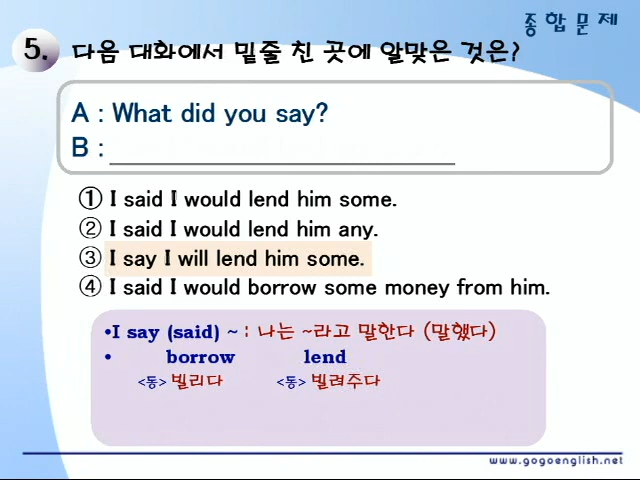 종합문제
5. 다음 대화에서 밑줄 친 곳에 알맞은 것은?
A : What did you say?
B :
① I said I would lend him some.
② I said I would lend him any.
③ I say I will lend him some.
④ I said I would borrow some money from him.
•I say (said) ~ : 나는 ~라고 말한다 (말했다)
• borrow lend
<동> 빌리다 <동> 빌려주다
www.gogoenglish.net